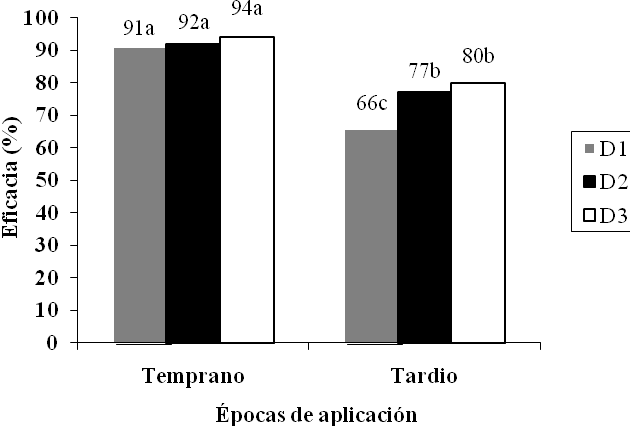 100
90
80
70
60
50
40
30
20
10
0
Eficacia (%)
91a
92a
94a
66c
77b
80b
D1
D2
D3
Temprano
Tardio
Épocas de aplicación